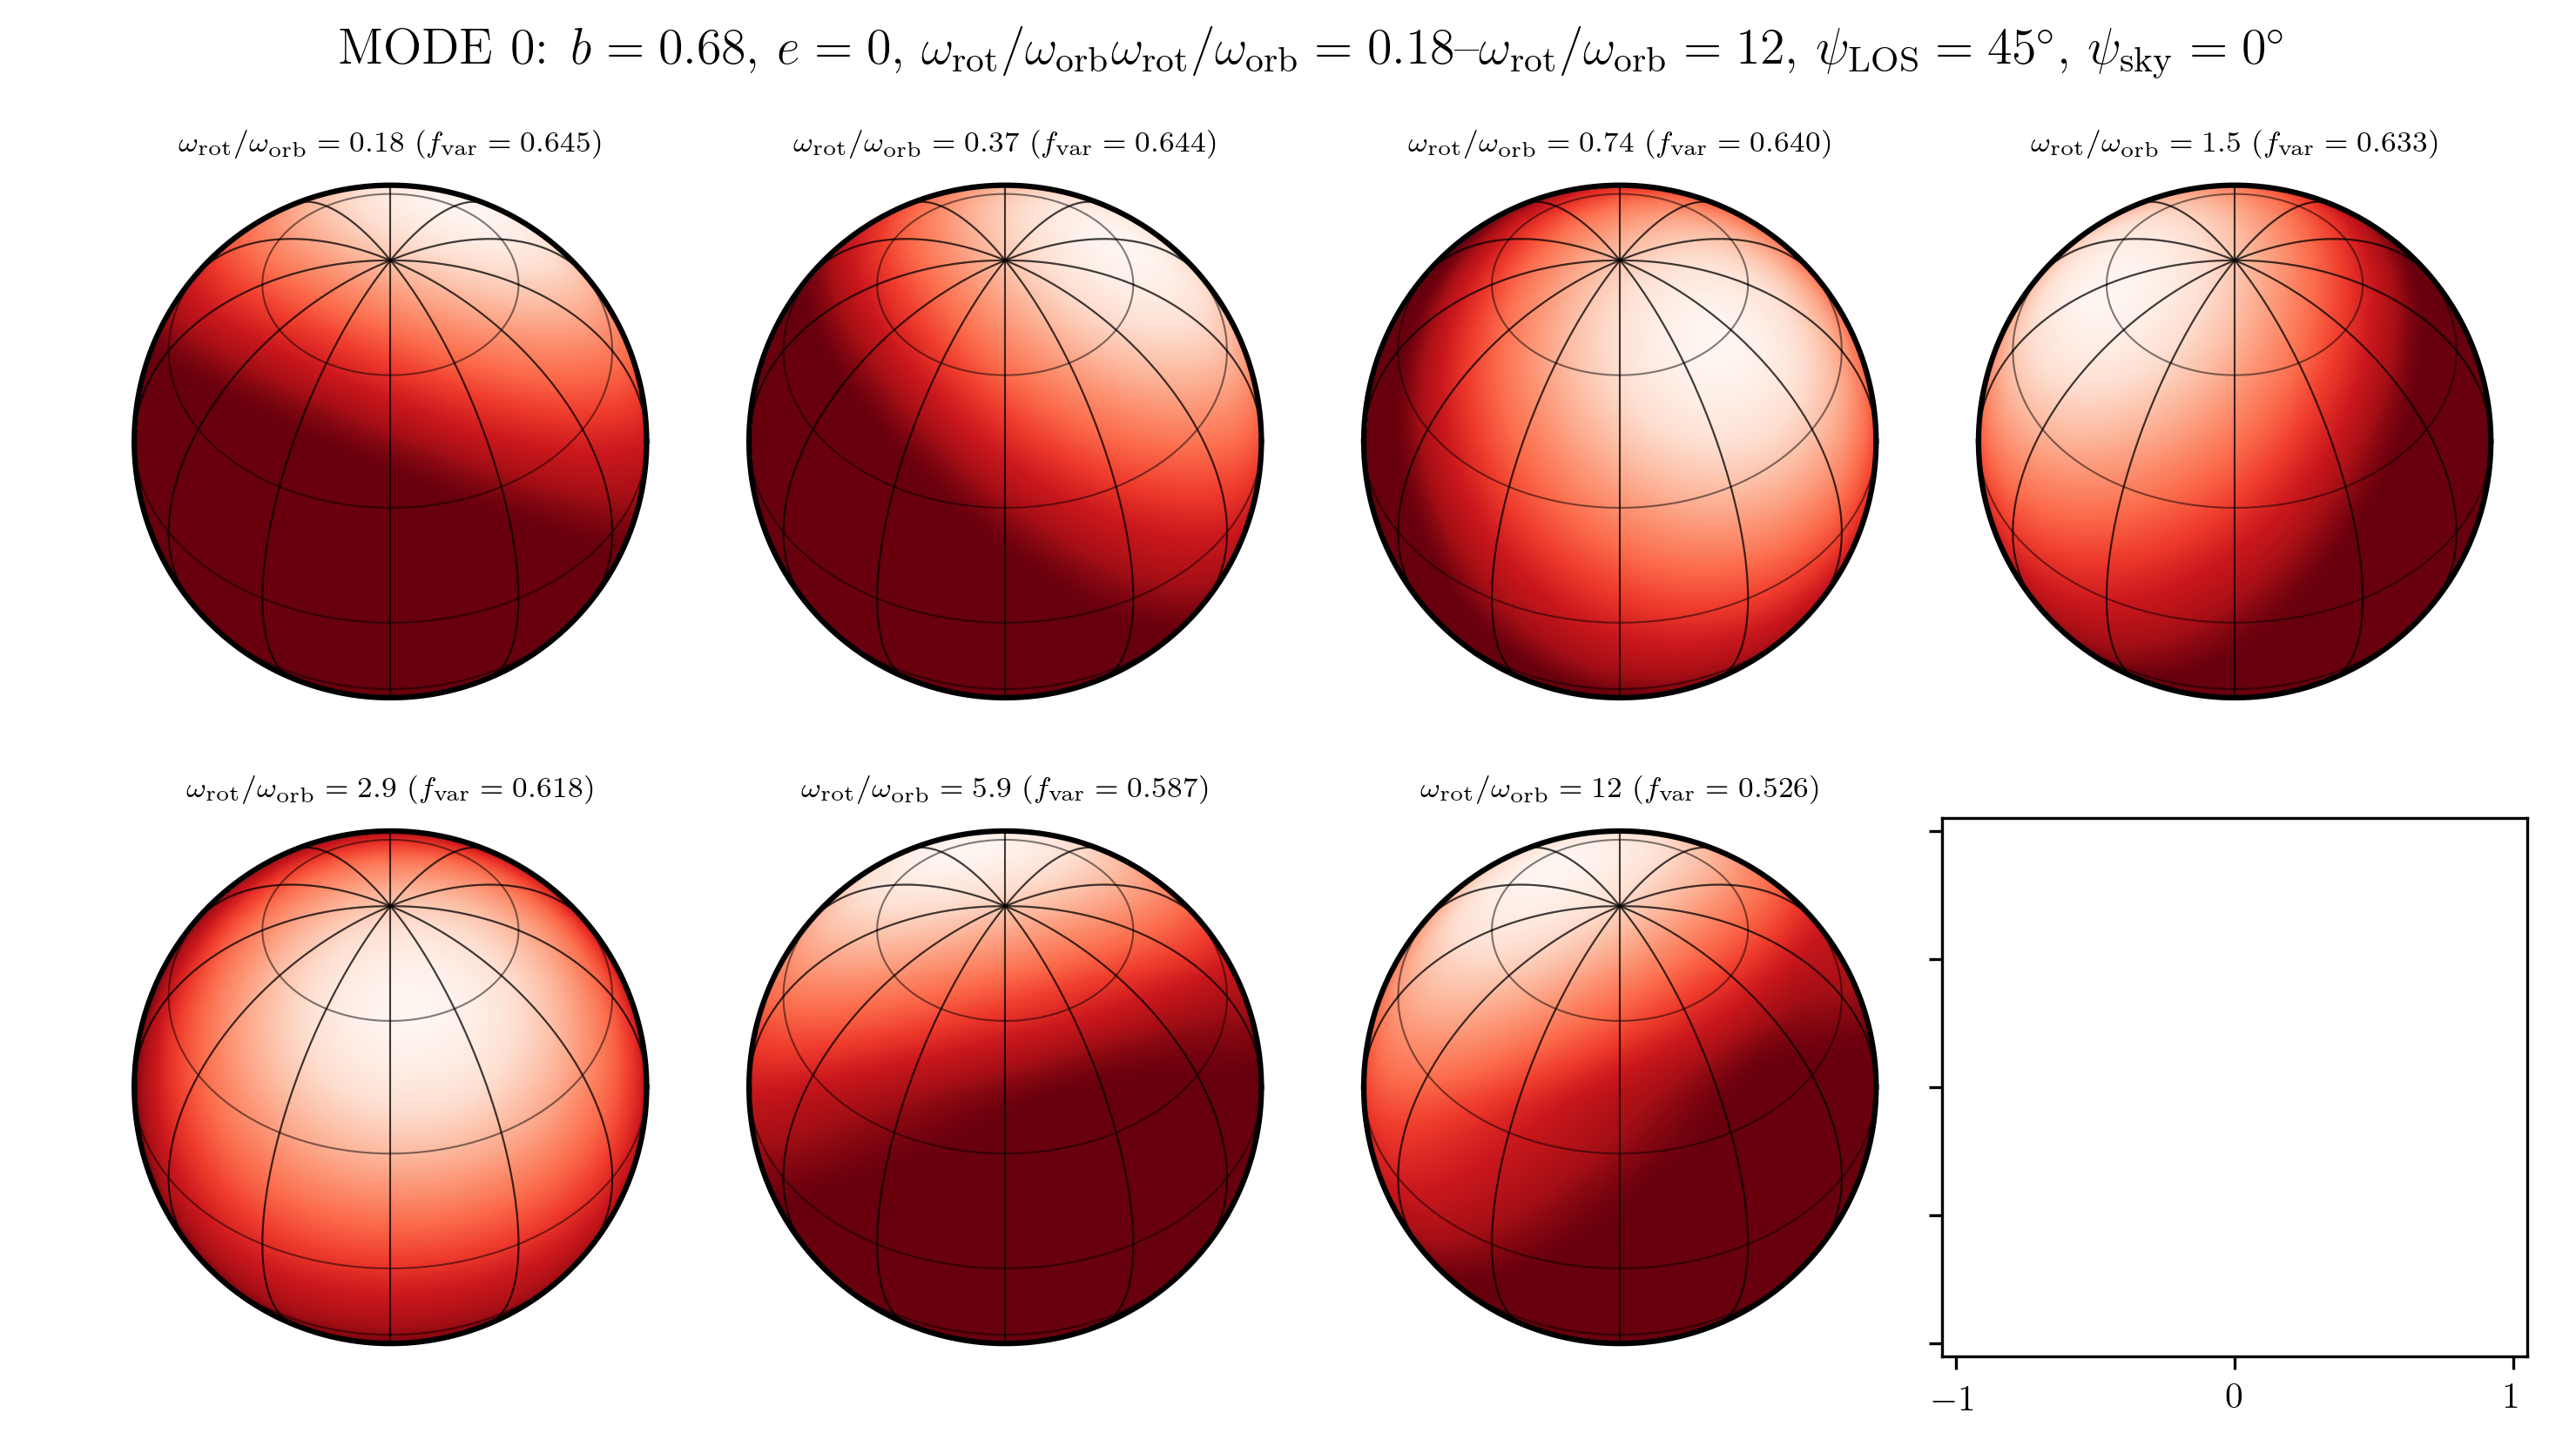 MODE 0: b = 0.68, e = 0, ω_rot/ω_orbω_rot/ω_orb = 0.18–ω_rot/ω_orb = 12, ψ_LOS = 45°, ψ_sky = 0°
ω_rot/ω_orb = 0.18 (f_var = 0.645)
ω_rot/ω_orb = 0.37 (f_var = 0.644)
ω_rot/ω_orb = 0.74 (f_var = 0.640)
ω_rot/ω_orb = 1.5 (f_var = 0.633)
ω_rot/ω_orb = 2.9 (f_var = 0.618)
ω_rot/ω_orb = 5.9 (f_var = 0.587)
ω_rot/ω_orb = 12 (f_var = 0.526)
−1 0 1